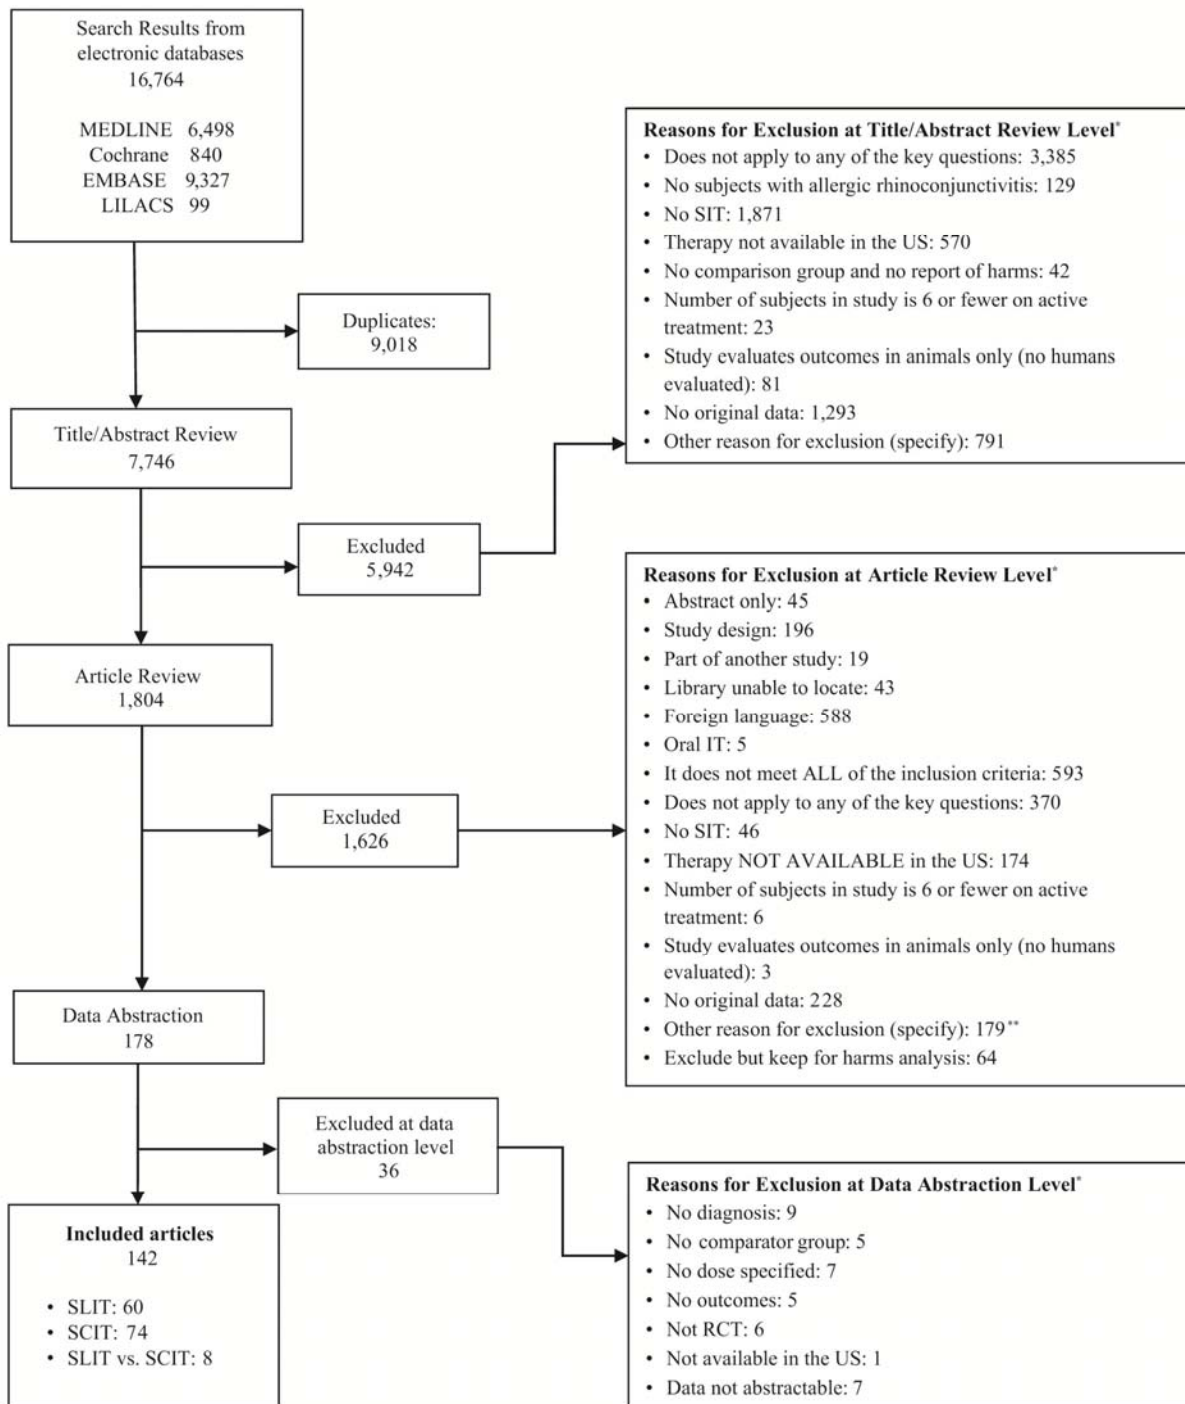 Search Results from
electronic databases
16,764
MEDLINE 6,498
Cochrane 840
EMBASE 9,327
LILACS 99
Duplicates:
9,018
Title/Abstract Review
7,746
Excluded
5,942
Reasons for Exclusion at Title/Abstract Review Level*
• Does not apply to any of the key questions: 3,385
• No subjects with allergic rhinoconjunctivitis: 129
• No SIT: 1,871
• Therapy not available in the US: 570
• No comparison group and no report of harms: 42
• Number of subjects in study is 6 or fewer on active
treatment: 23
• Study evaluates outcomes in animals only (no humans
evaluated): 81
• No original data: 1,293
• Other reason for exclusion (specify): 791
Article Review
1,804
Excluded
1,626
Reasons for Exclusion at Article Review Level*
• Abstract only: 45
• Study design: 196
• Part of another study: 19
• Library unable to locate: 43
• Foreign language: 588
• Oral IT: 5
• It does not meet ALL of the inclusion criteria: 593
• Does not apply to any of the key questions: 370
• No SIT: 46
• Therapy NOT AVAILABLE in the US: 174
• Number of subjects in study is 6 or fewer on active
treatment: 6
• Study evaluates outcomes in animals only (no humans
evaluated): 3
• No original data: 228
• Other reason for exclusion (specify): 179**
• Exclude but keep for harms analysis: 64
Data Abstraction
178
Excluded at data
abstraction level
36
Reasons for Exclusion at Data Abstraction Level*
• No diagnosis: 9
• No comparator group: 5
• No dose specified: 7
• No outcomes: 5
• Not RCT: 6
• Not available in the US: 1
• Data not abstractable: 7
Included articles
142
• SLIT: 60
• SCIT: 74
• SLIT vs. SCIT: 8